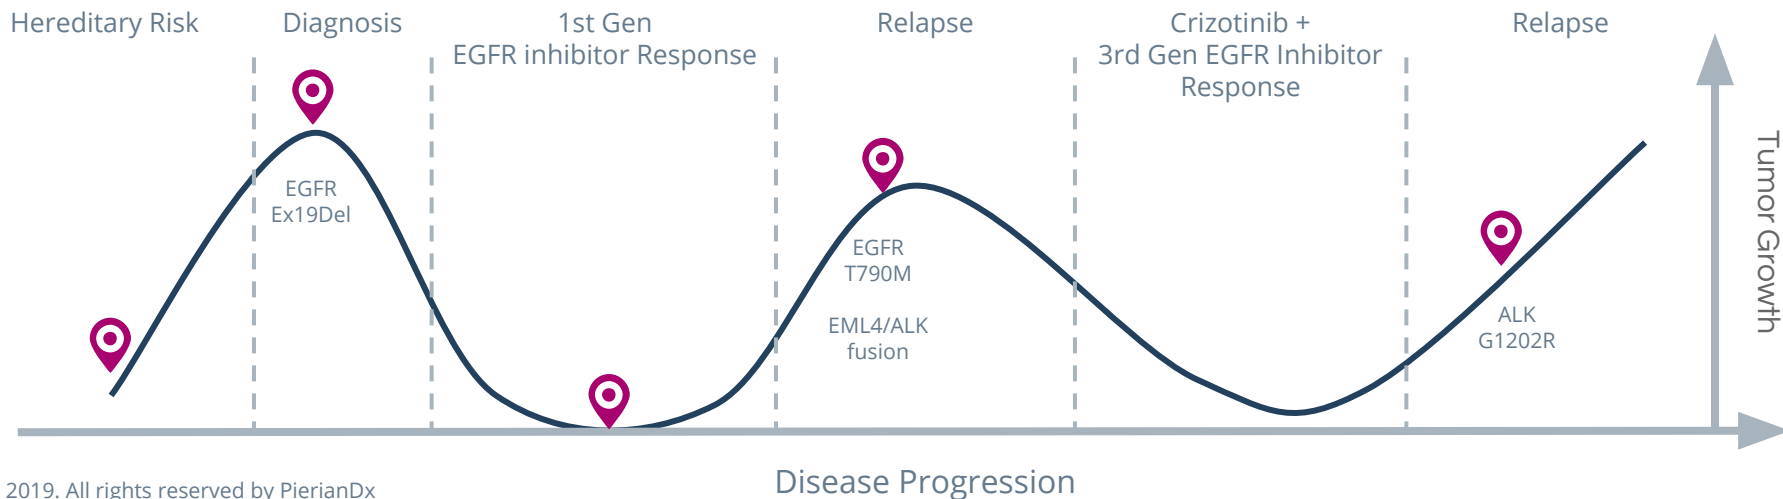 Hereditary Risk
Diagnosis
1st Gen
EGFR inhibitor Response
Relapse
Crizotinib +
3rd Gen EGFR Inhibitor
Response
Relapse
EGFR
Ex19Del
EGFR
T790M
EML4/ALK
fusion
ALK
G1202R
Tumor Growth
Disease Progression
2019. All rights reserved by PierianDx